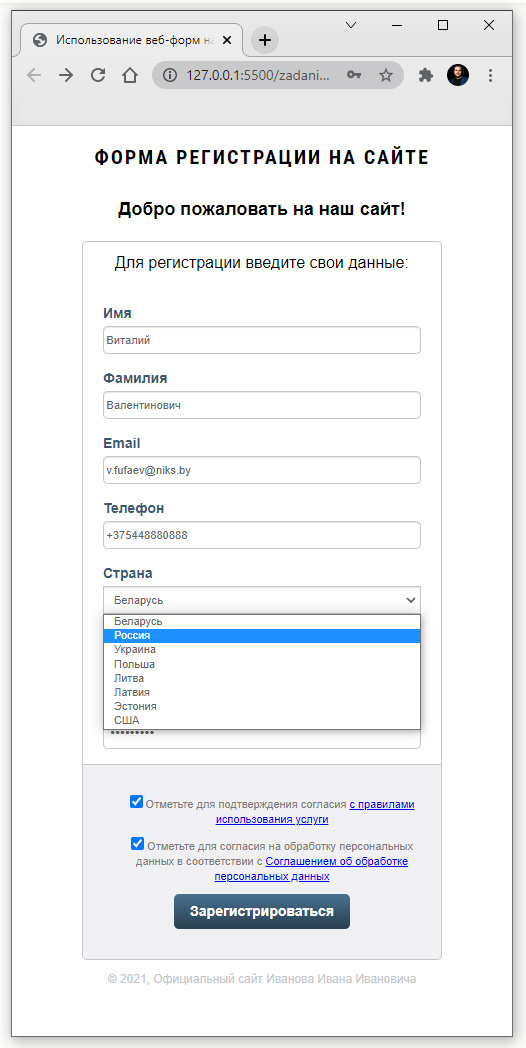 Использование веб-форм на
127.0.0.1:5500/zadani...
ФОРМА РЕГИСТРАЦИИ НА САЙТЕ
Добро пожаловать на наш сайт!
Для регистрации введите свои данные:
Имя
Виталий
Фамилия
Валентинович
Email
v.fufaev@niks.by
Телефон
+375448880888
Страна
Беларусь
Беларусь
Россия
Украина
Польша
Литва
Латвия
Эстония
США
Отметьте для подтверждения согласия с правилами
использования услуги
Отметьте для согласия на обработку персональных
данных в соответствии с Соглашением об обработке
персональных данных
Зарегистрироваться
© 2021, Официальный сайт Иванова Ивана Ивановича